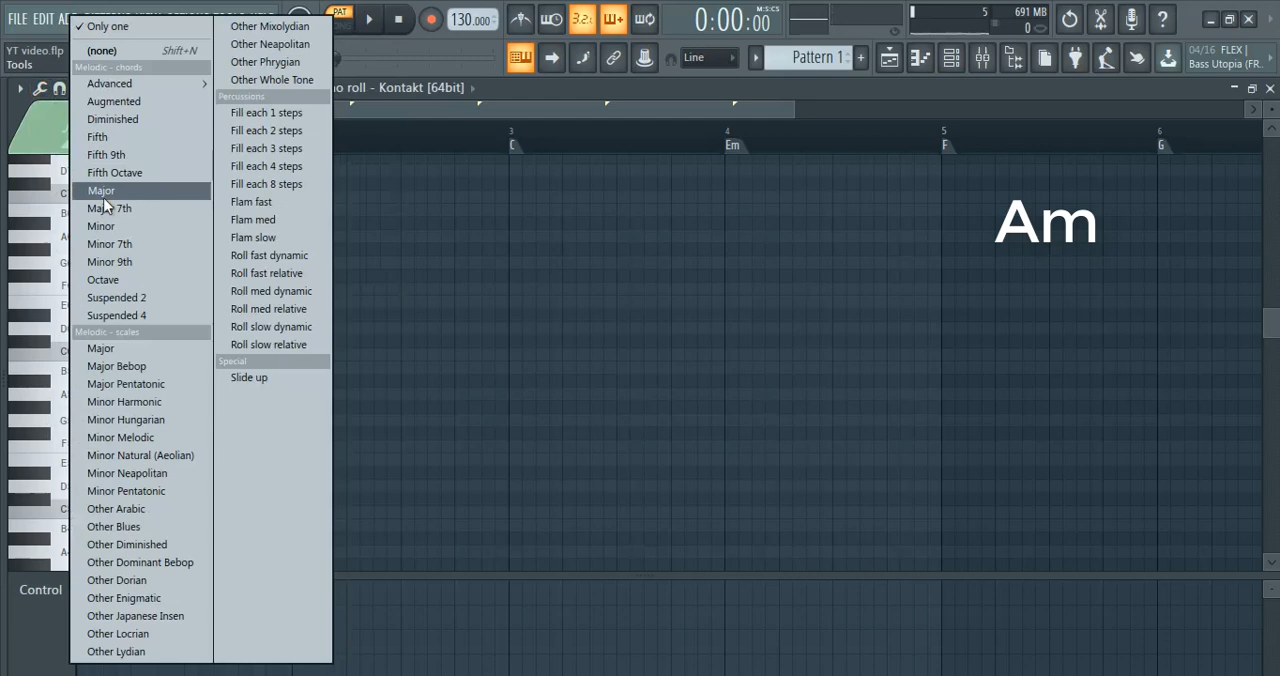 FILE EDIT ADD
PAT
130.000
3.2
0:00:00
M:S:CS
5
691 MB
0
YT video.flp
Tools
Line
Pattern 1
04/16 FLEX |
Bass Utopia (FR..
no roll - Kontakt [64bit]
Only one
(none) Shift+N
Melodic - chords
Advanced
Augmented
Diminished
Fifth
Fifth 9th
Fifth Octave
Major
Major 7th
Minor
Minor 7th
Minor 9th
Octave
Suspended 2
Suspended 4
Melodic - scales
Major
Major Bebop
Major Pentatonic
Minor Harmonic
Minor Hungarian
Minor Melodic
Minor Natural (Aeolian)
Minor Neapolitan
Minor Pentatonic
Other Arabic
Other Blues
Other Diminished
Other Dominant Bebop
Other Dorian
Other Enigmatic
Other Japanese Insen
Other Locrian
Other Lydian
Other Mixolydian
Other Neapolitan
Other Phrygian
Other Whole Tone
Percussions
Fill each 1 steps
Fill each 2 steps
Fill each 3 steps
Fill each 4 steps
Fill each 8 steps
Flam fast
Flam med
Flam slow
Roll fast dynamic
Roll fast relative
Roll med dynamic
Roll med relative
Roll slow dynamic
Roll slow relative
Special
Slide up
3 4 5 6
C Em F G
Am
Control